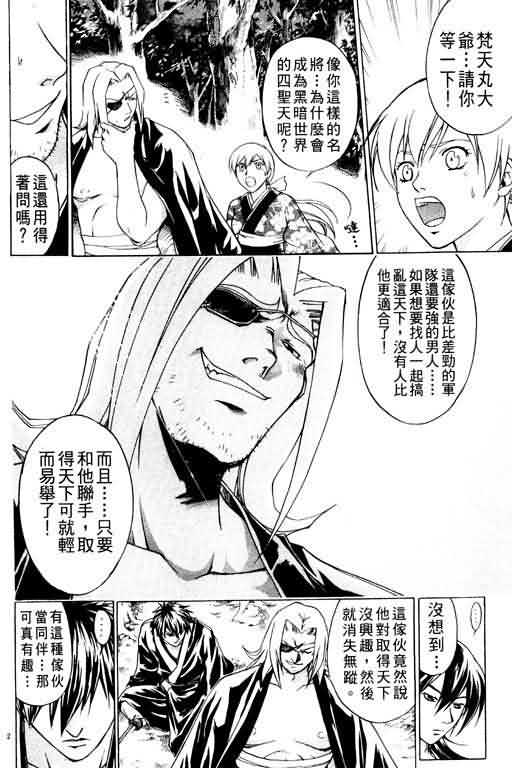 梵天丸大
爺…請你
等一下！
像你這樣的名
將…為什麼會
成為黑暗世界
的四聖天呢？
噠…
這還用得
著問嗎？
這傢伙是比差勁的軍
隊還要強的男人……
如果想要找人一起搞
亂這天下，沒有人比
他更適合了！
而且……只要
和他聯手，取
得天下可就輕
而易舉了！
沒想
到…
……
這傢伙竟然說
他對取得天下
沒興趣，然後
就消失無蹤。
……
有這種傢伙
當同伴…那
可真有趣…
2